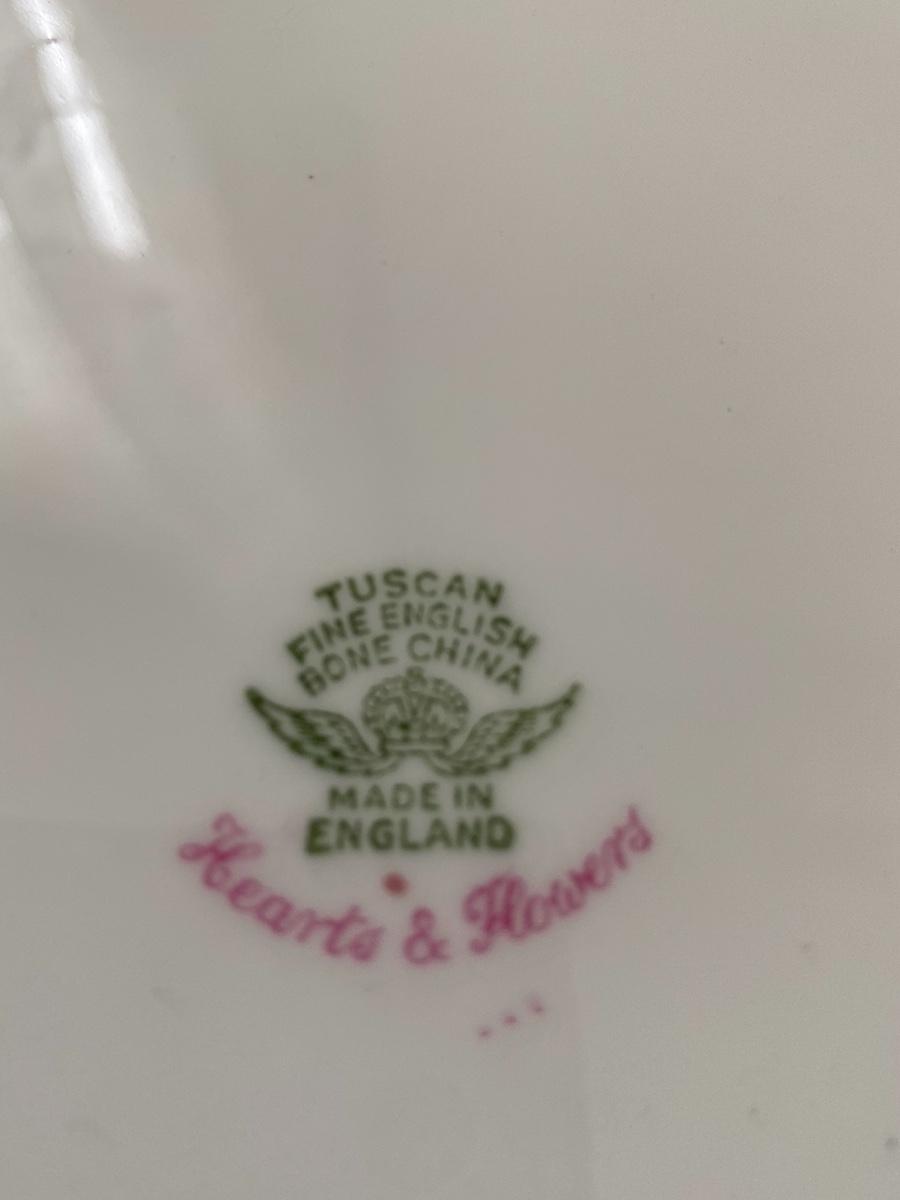 TUSCAN
FINE ENGLISH
BONE CHINA
MADE IN
ENGLAND
Hearts & Flowers